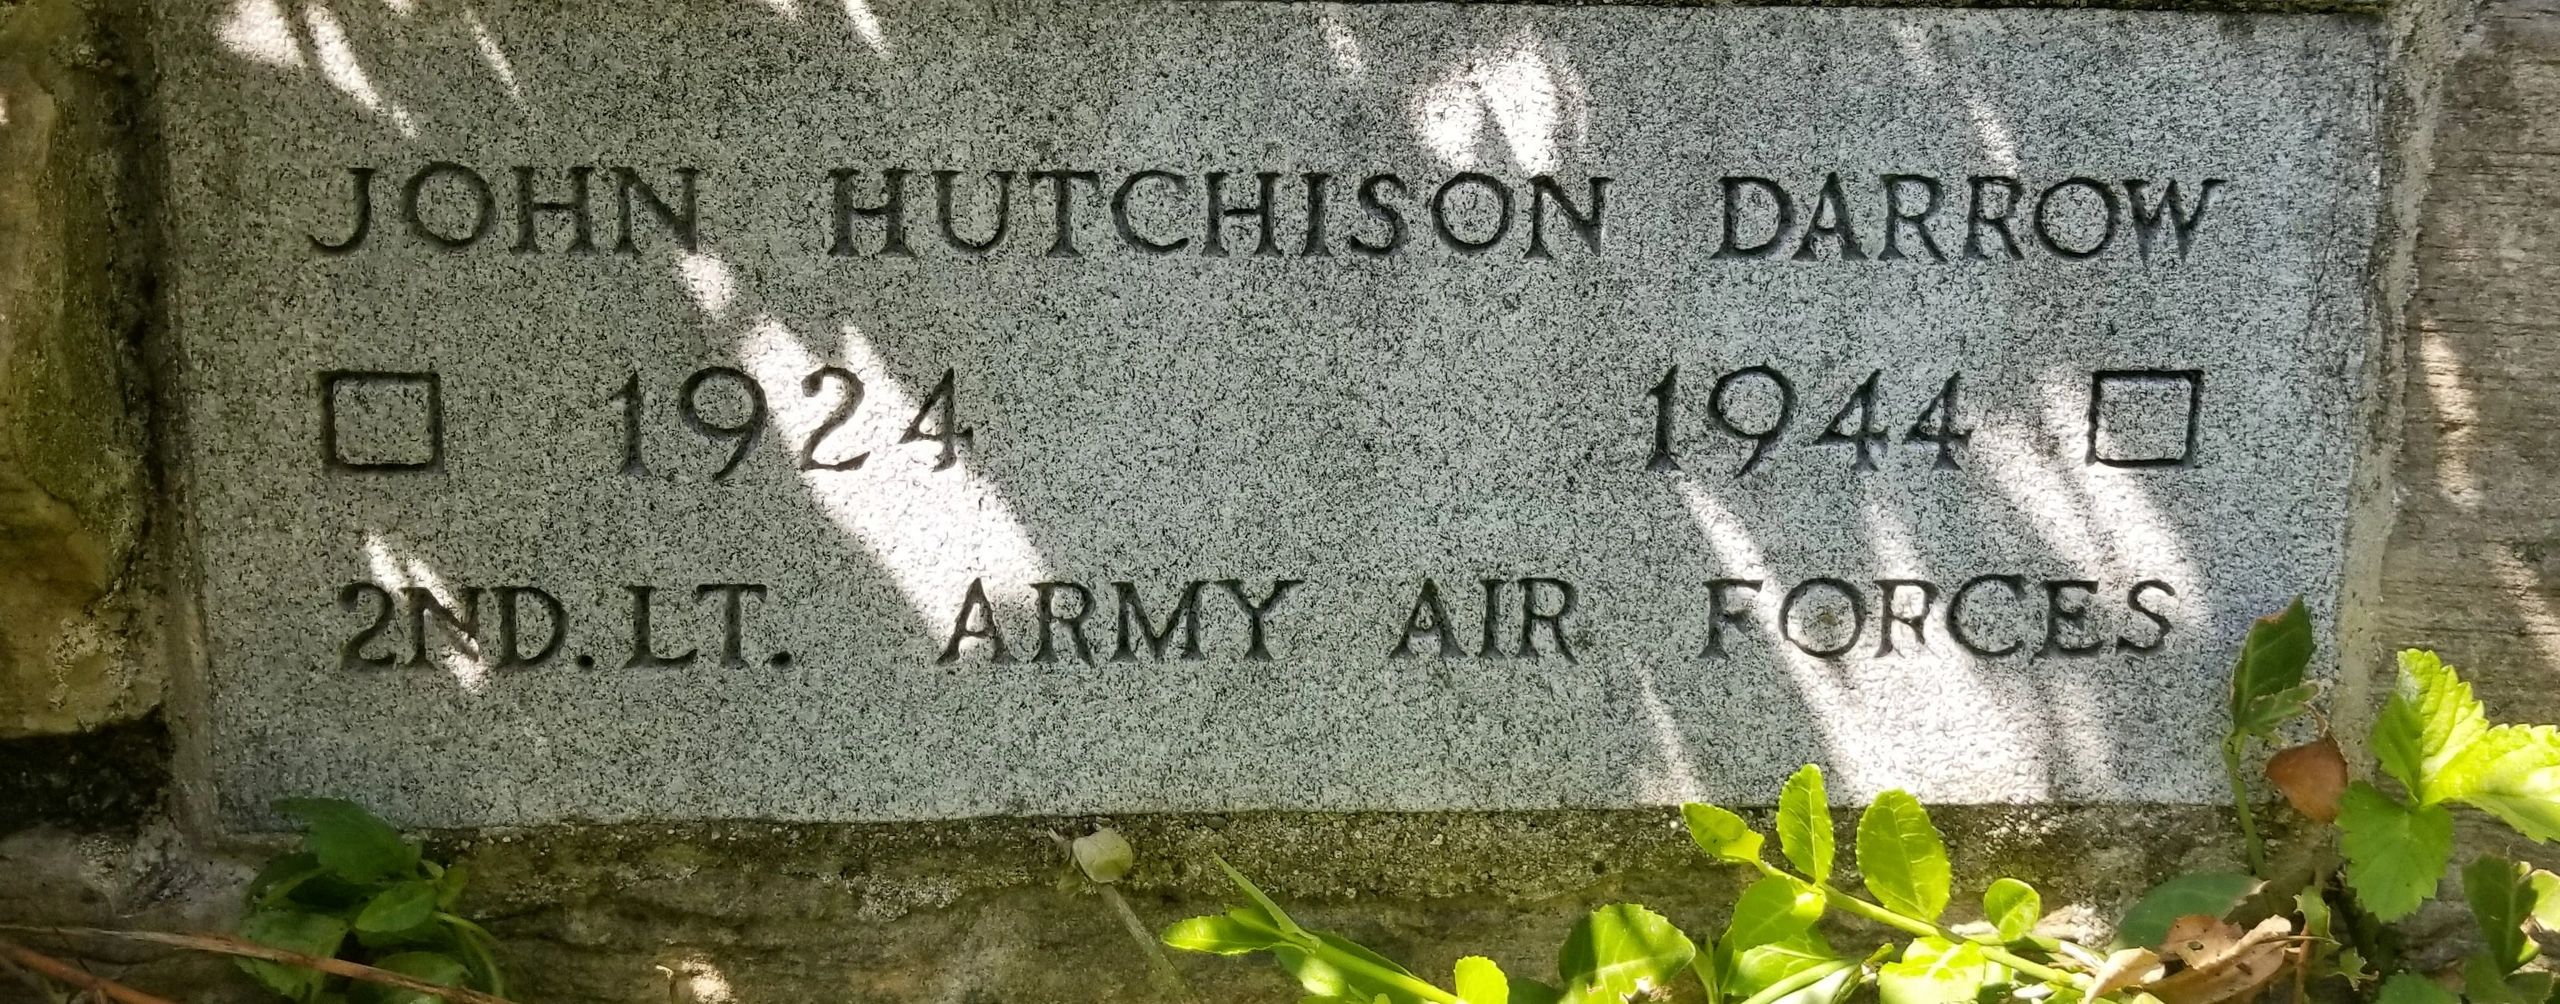 JOHN HUTCHISON DARROW
1924 1944
2ND. LT. ARMY AIR FORCES